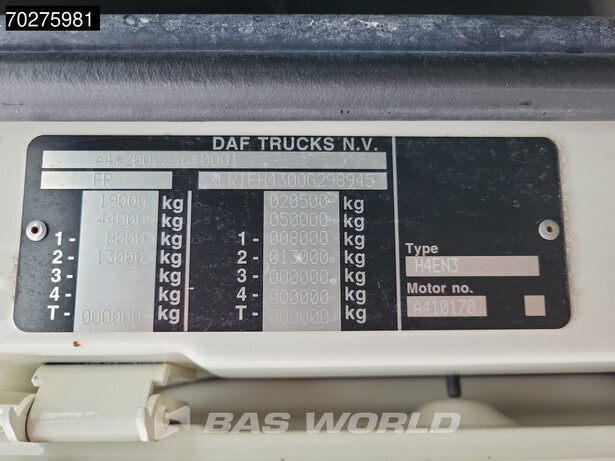 70275981
DAF TRUCKS N.V.
FR
19000 kg 020500 kg
44000 kg 050000 kg
1- 8000 kg 1- 008000 kg
2- 13000 kg 2- 013000 kg
3- kg 3- 000000 kg
4- kg 4- 000000 kg
T- 000000 kg T- 000000 kg
Type
H4EN3
Motor no.
A410170
BAS WORLD